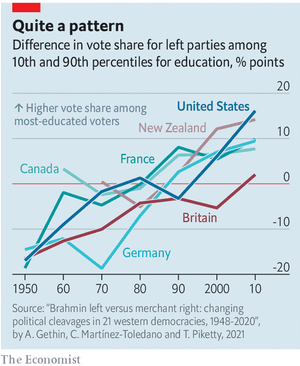 Quite a pattern
Difference in vote share for left parties among
10th and 90th percentiles for education, % points
20
↑ Higher vote share among
most-educated voters
United States
New Zealand
10
Canada
France
0
Britain
-10
Germany
-20
1950 60 70 80 90 2000 10
Source: “Brahmin left versus merchant right: changing
political cleavages in 21 western democracies, 1948-2020”,
by A. Gethin, C. Martínez-Toledano and T. Piketty, 2021
The Economist